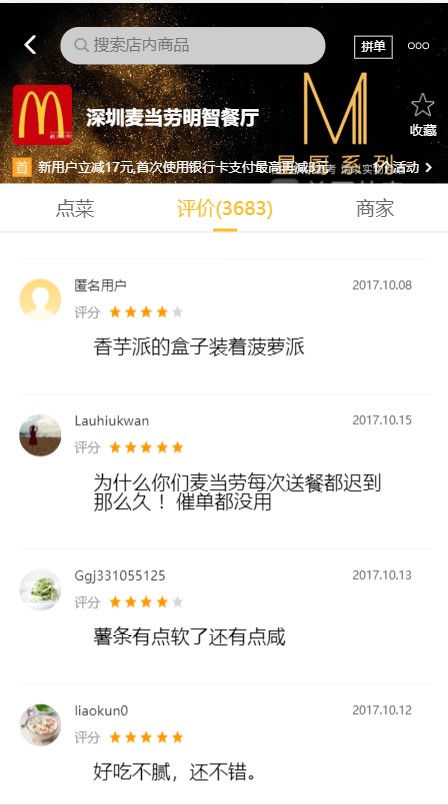 搜索店内商品
拼单
深圳麦当劳明智餐厅
收藏
首 新用户立减17元,首次使用银行卡支付最高再减3元 活动
星厨系列
点菜 评价(3683) 商家
匿名用户 2017.10.08
评分
香芋派的盒子装着菠萝派
Lauhiukwan 2017.10.15
评分
为什么你们麦当劳每次送餐都迟到
那么久！催单都没用
Ggj331055125 2017.10.13
评分
薯条有点软了还有点咸
liaokun0 2017.10.12
评分
好吃不腻，还不错。